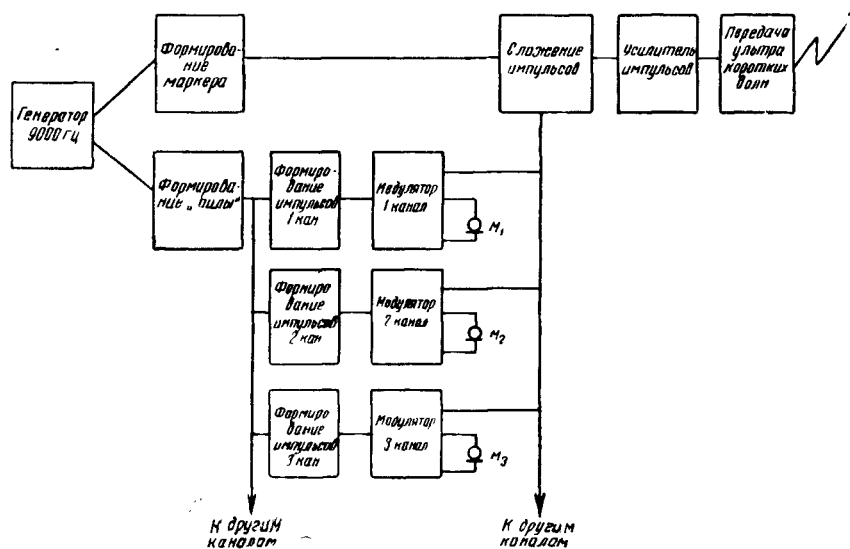 Формирова-
ние
маркера
Сложение
импульсов
Усилитель
импульсов
Передача
ультра
коротких
волн
Генератор
9000 гц
Формирова-
ние „пилы“
Формиро-
вание
импульсов
1 кан
Модулятор
1 канал
М₁
Формиро
вание
импульсов
2 кан
Модулятор
2 канал
М₂
Формиро
вание
импульсов
3 кан
Модулятор
3 канал
М₃
К другим
каналам
К другим
каналам